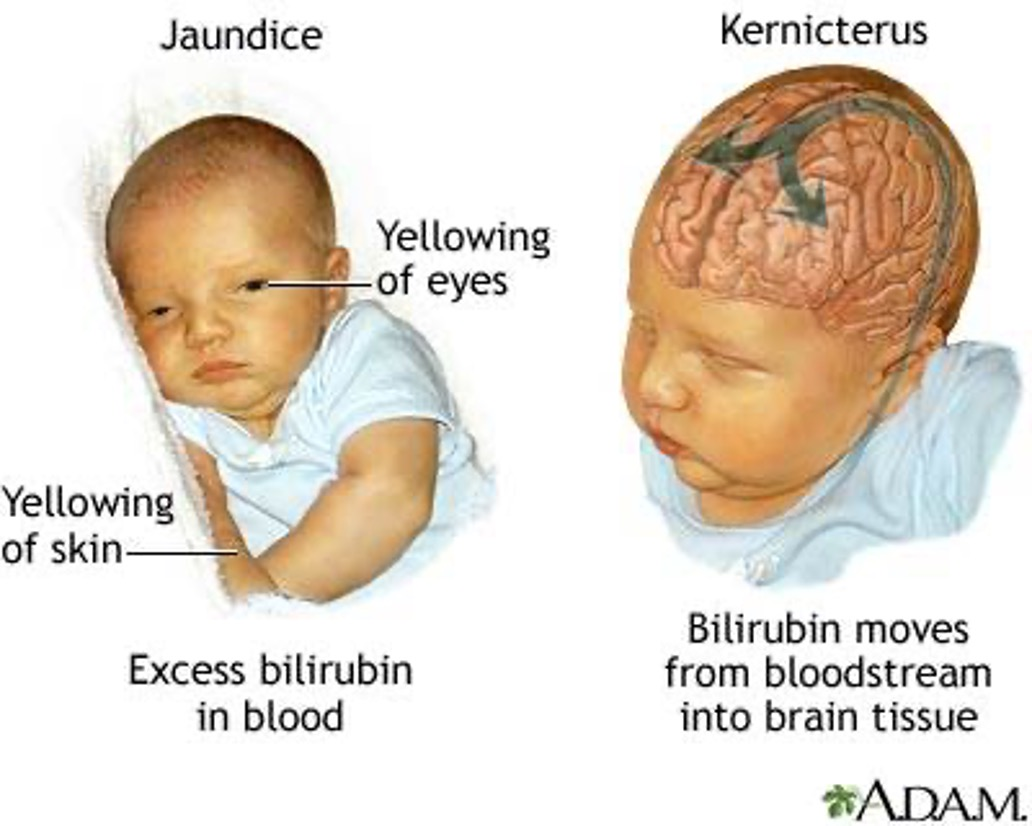 Jaundice
Kernicterus
Yellowing
of eyes
Yellowing
of skin
Excess bilirubin
in blood
Bilirubin moves
from bloodstream
into brain tissue
A.D.A.M.